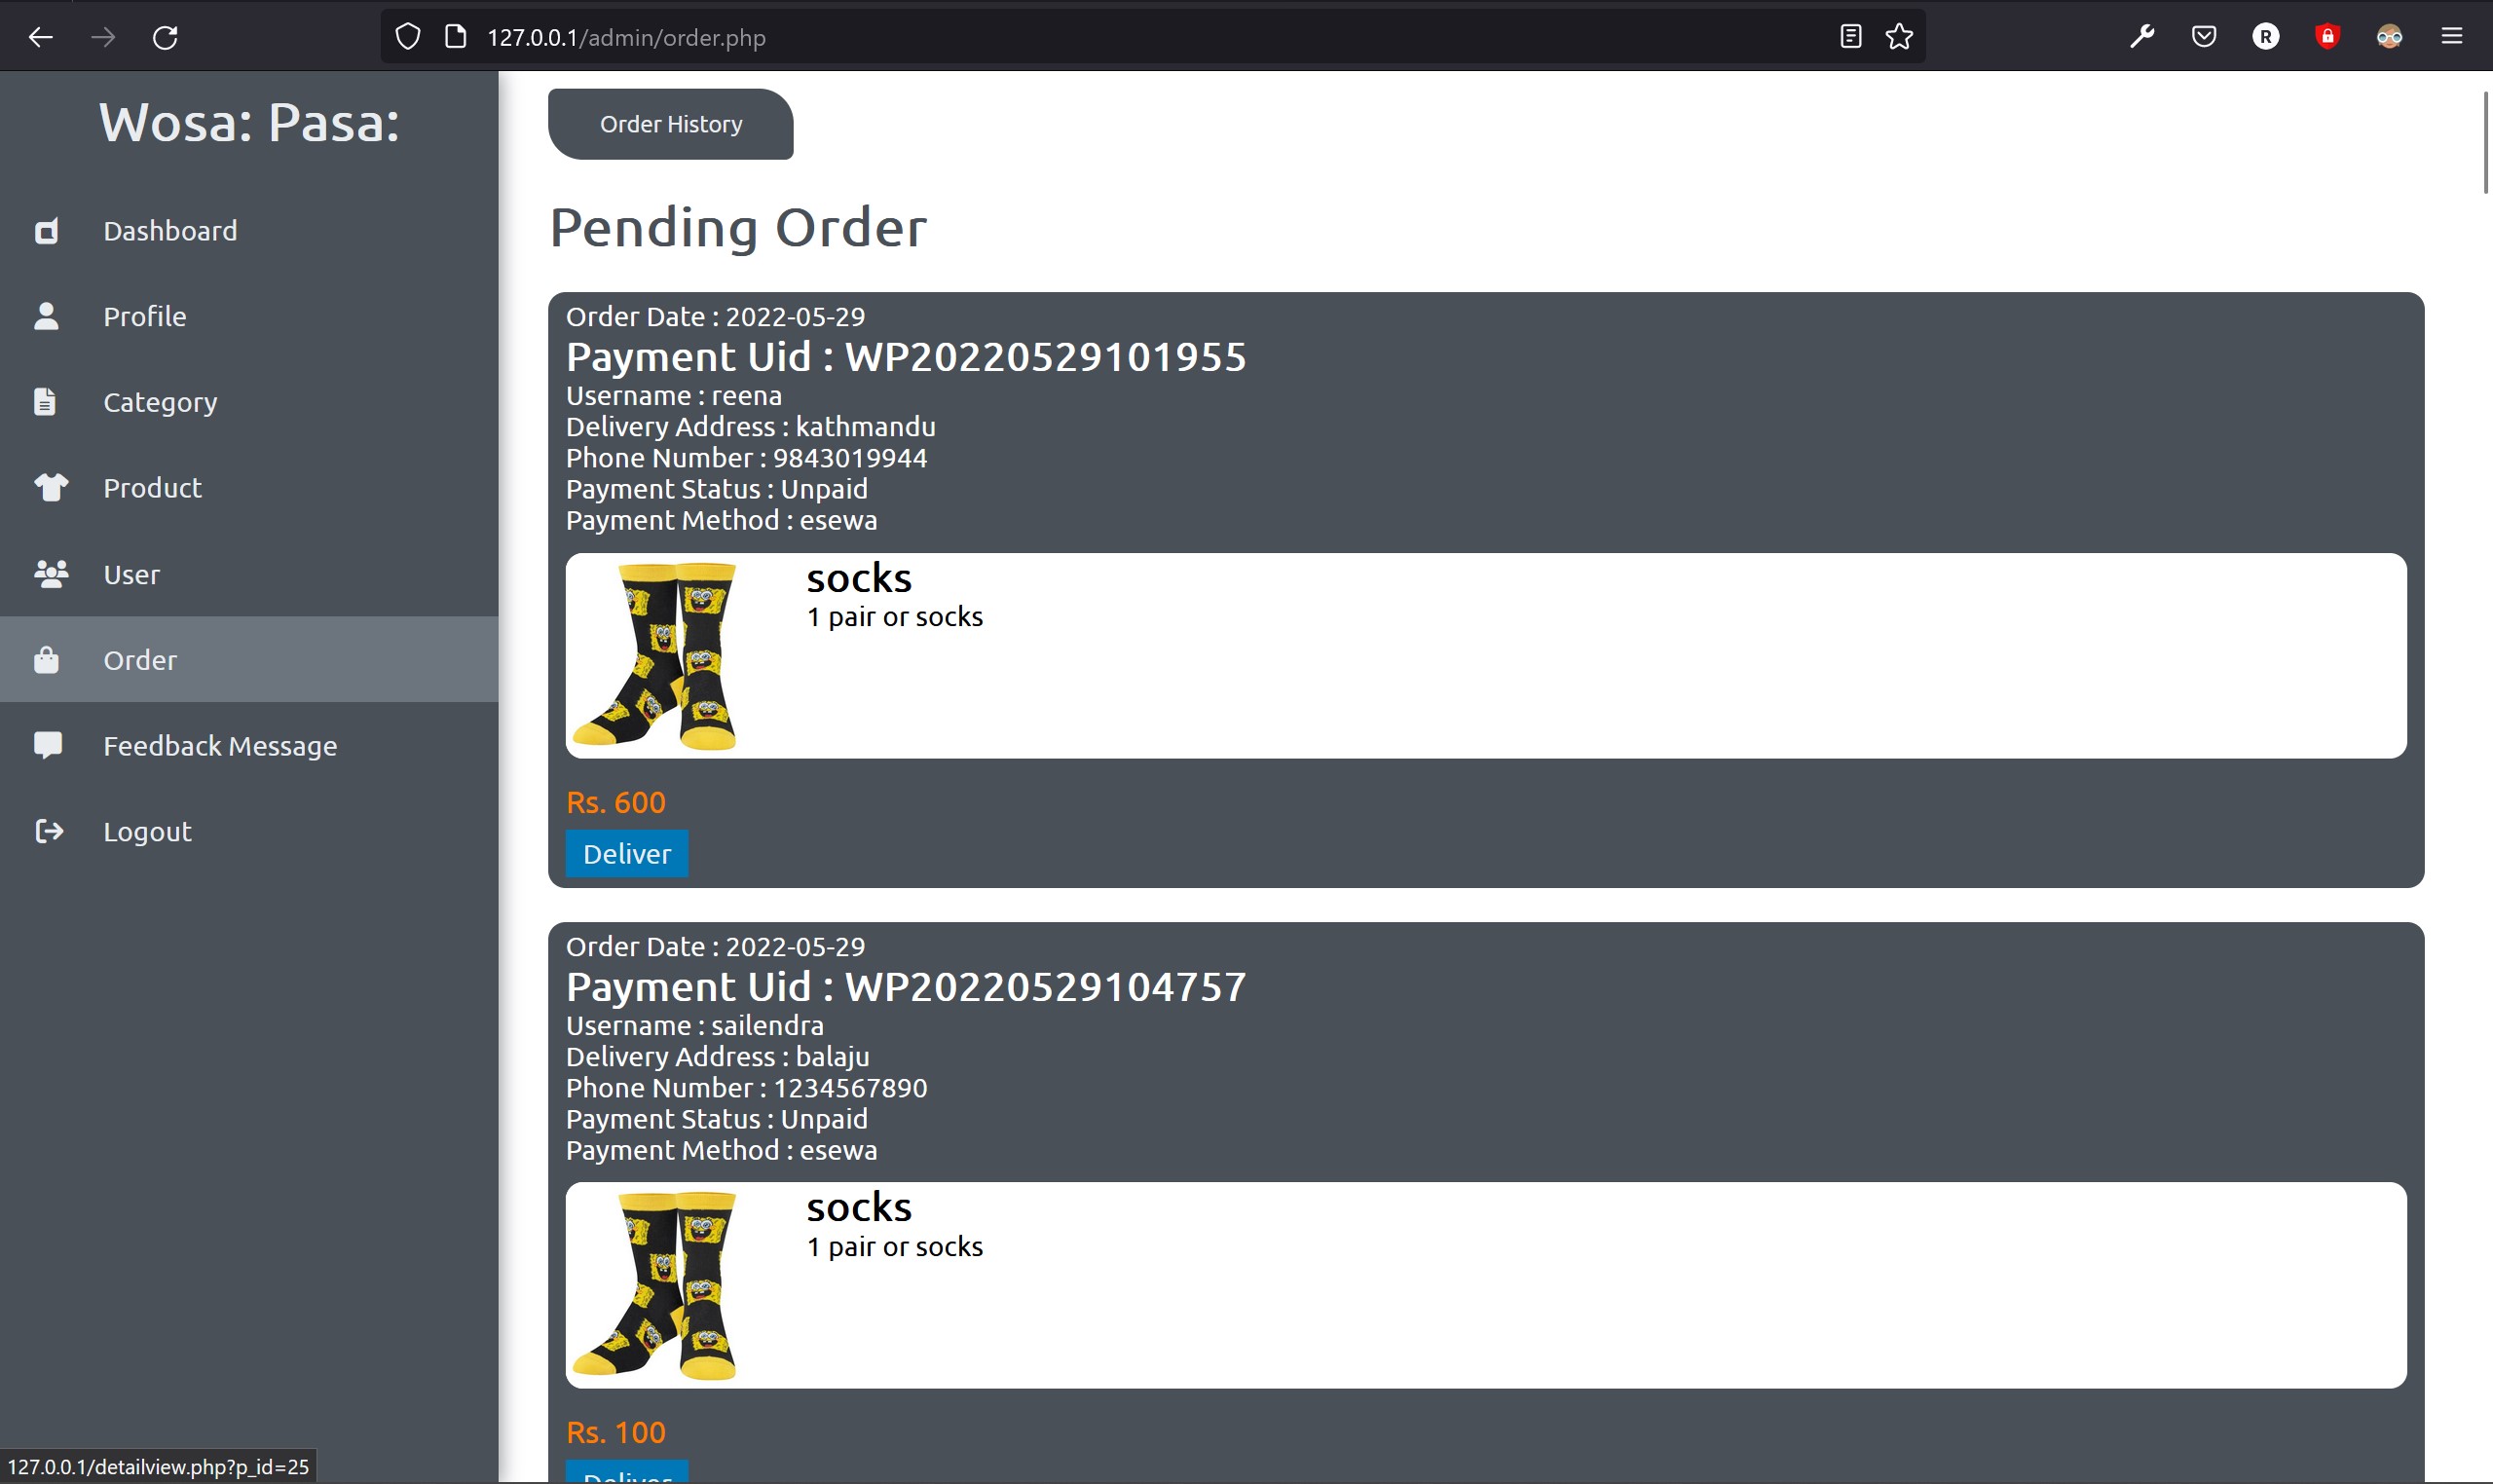 127.0.0.1/admin/order.php
Wosa: Pasa:
Dashboard
Profile
Category
Product
User
Order
Feedback Message
Logout
Order History
Pending Order
Order Date : 2022-05-29
Payment Uid : WP20220529101955
Username : reena
Delivery Address : kathmandu
Phone Number : 9843019944
Payment Status : Unpaid
Payment Method : esewa
socks
1 pair or socks
Rs. 600
Deliver
Order Date : 2022-05-29
Payment Uid : WP20220529104757
Username : sailendra
Delivery Address : balaju
Phone Number : 1234567890
Payment Status : Unpaid
Payment Method : esewa
socks
1 pair or socks
Rs. 100
Deliver
127.0.0.1/detailview.php?p_id=25